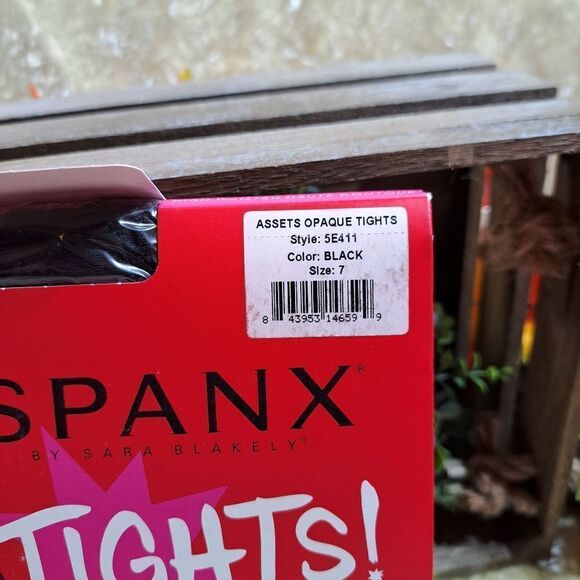 ASSETS OPAQUE TIGHTS
Style: 5E411
Color: BLACK
Size: 7
8 43953 14659 9
SPANX®
BY SARA BLAKELY®
TIGHTS!